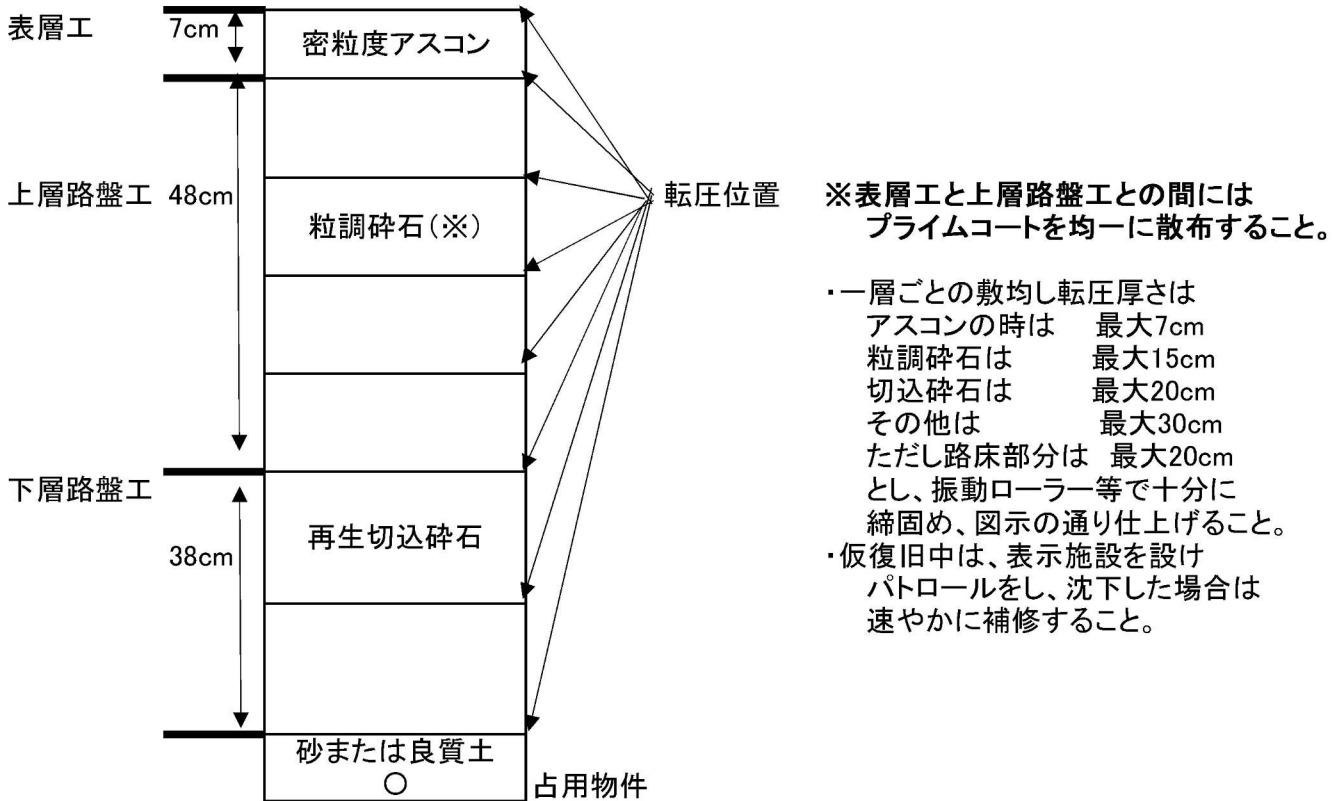 表層工
7cm
密粒度アスコン
上層路盤工
48cm
粒調砕石(※)
転圧位置
下層路盤工
38cm
再生切込砕石
砂または良質土
○
占用物件
※表層工と上層路盤工との間には
プライムコートを均一に散布すること。
・一層ごとの敷均し転圧厚さは
アスコンの時は 最大7cm
粒調砕石は 最大15cm
切込砕石は 最大20cm
その他は 最大30cm
ただし路床部分は 最大20cm
とし、振動ローラー等で十分に
締固め、図示の通り仕上げること。
・仮復旧中は、表示施設を設け
パトロールをし、沈下した場合は
速やかに補修すること。